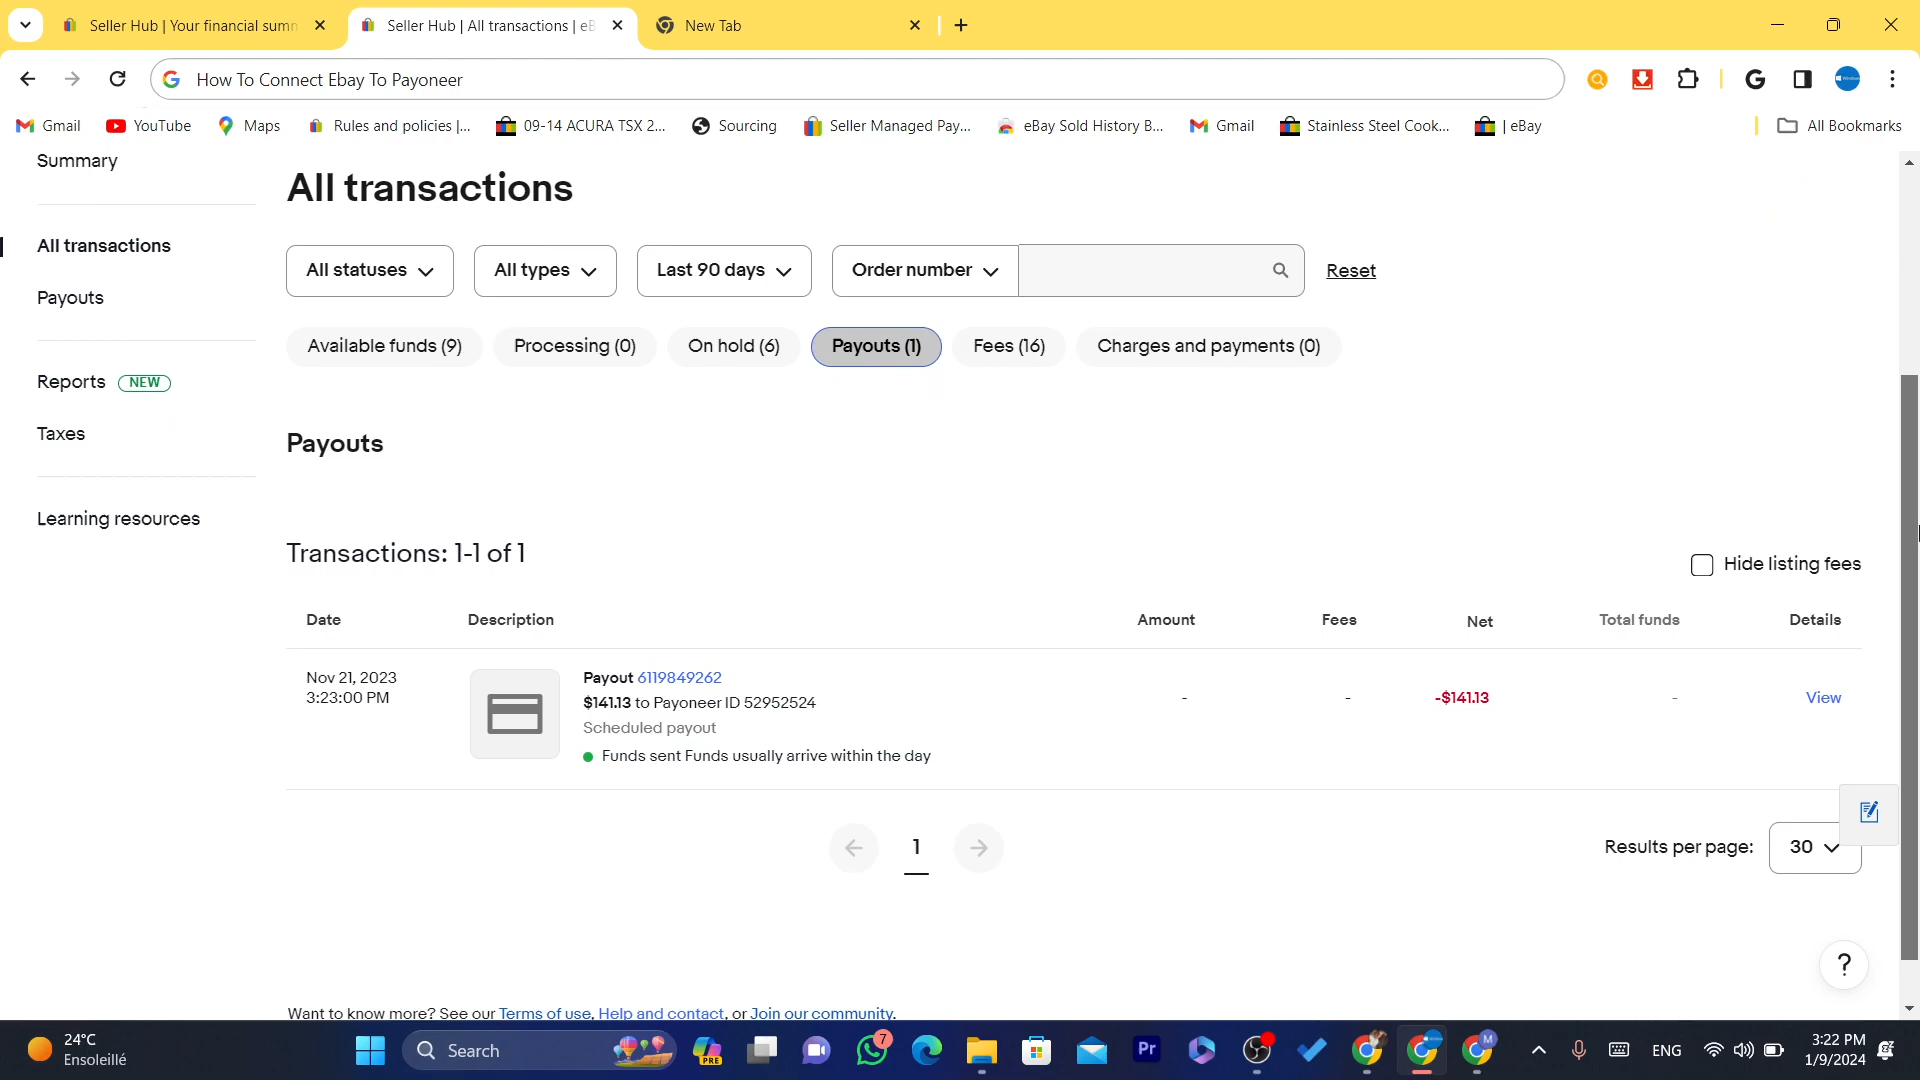 Seller Hub | Your financial sumn
Seller Hub | All transactions | eB
New Tab
How To Connect Ebay To Payoneer
Gmail
YouTube
Maps
Rules and policies |...
09-14 ACURA TSX 2...
Sourcing
Seller Managed Pay...
eBay Sold History B...
Gmail
Stainless Steel Cook...
| eBay
All Bookmarks
Summary
All transactions
Payouts
Reports NEW
Taxes
Learning resources
All transactions
All statuses
All types
Last 90 days
Order number
Reset
Available funds (9)
Processing (0)
On hold (6)
Payouts (1)
Fees (16)
Charges and payments (0)
Payouts
Transactions: 1-1 of 1
Hide listing fees
Date
Description
Amount
Fees
Net
Total funds
Details
Nov 21, 2023
3:23:00 PM
Payout 6119849262
$141.13 to Payoneer ID 52952524
Scheduled payout
Funds sent Funds usually arrive within the day
-
-
-$141.13
-
View
1
Results per page:
30
?
Want to know more? See our Terms of use, Help and contact, or Join our community.
24°C
Ensoleillé
Search
PRE
7
Pr
M
ENG
3:22 PM
1/9/2024